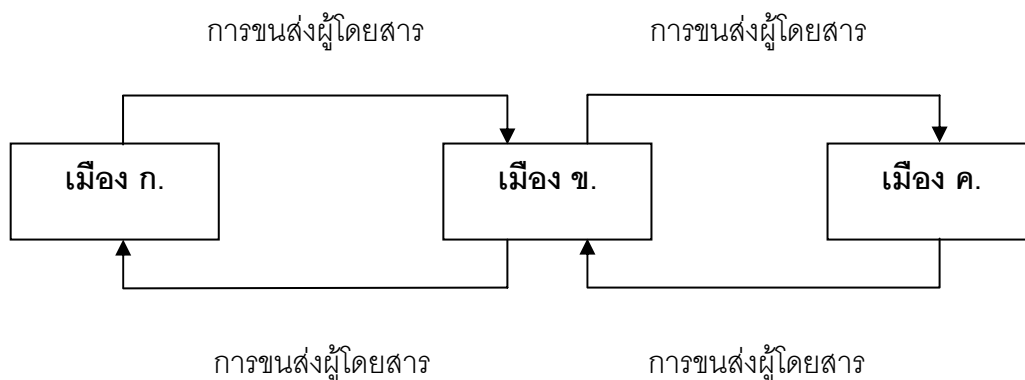 การขนส่งผู้โดยสาร การขนส่งผู้โดยสาร
เมือง ก. เมือง ข. เมือง ค.
การขนส่งผู้โดยสาร การขนส่งผู้โดยสาร